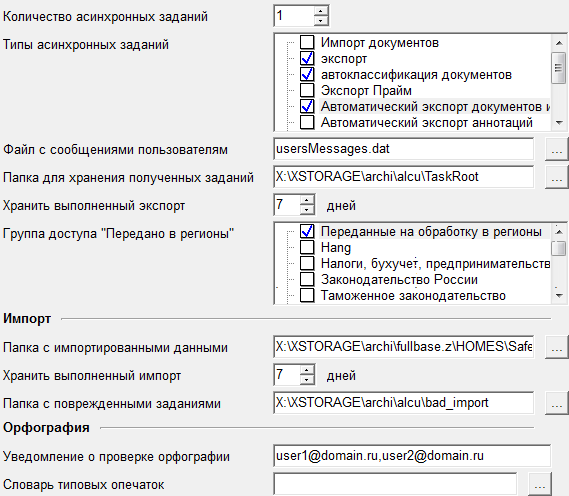 Количество асинхронных заданий 1
Типы асинхронных заданий
Импорт документов
экспорт
автоклассификация документов
Экспорт Прайм
Автоматический экспорт документов и
Автоматический экспорт аннотаций
Файл с сообщениями пользователям usersMessages.dat ...
Папка для хранения полученных заданий X:\XSTORAGE\archi\alcu\TaskRoot ...
Хранить выполненный экспорт 7 дней
Группа доступа "Передано в регионы"
Переданные на обработку в регионы
Hang
Налоги, бухучет, предпринимательств
Законодательство России
Таможенное законодательство
Импорт
Папка с импортированными данными X:\XSTORAGE\archi\fullbase.z\HOMES\Safe ...
Хранить выполненный импорт 7 дней
Папка с поврежденными заданиями X:\XSTORAGE\archi\alcu\bad_import ...
Орфография
Уведомление о проверке орфографии user1@domain.ru,user2@domain.ru
Словарь типовых опечаток ...